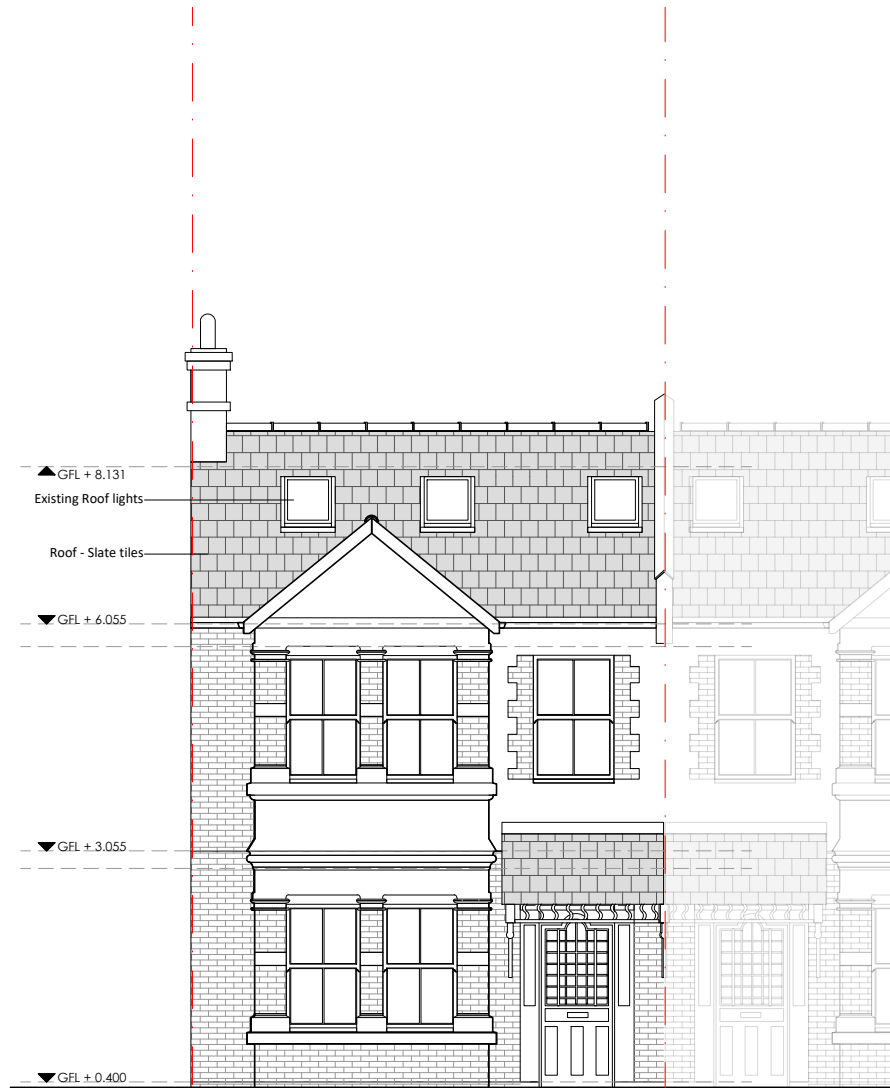 GFL + 8.131
Existing Roof lights
Roof - Slate tiles
GFL + 6.055
GFL + 3.055
GFL + 0.400